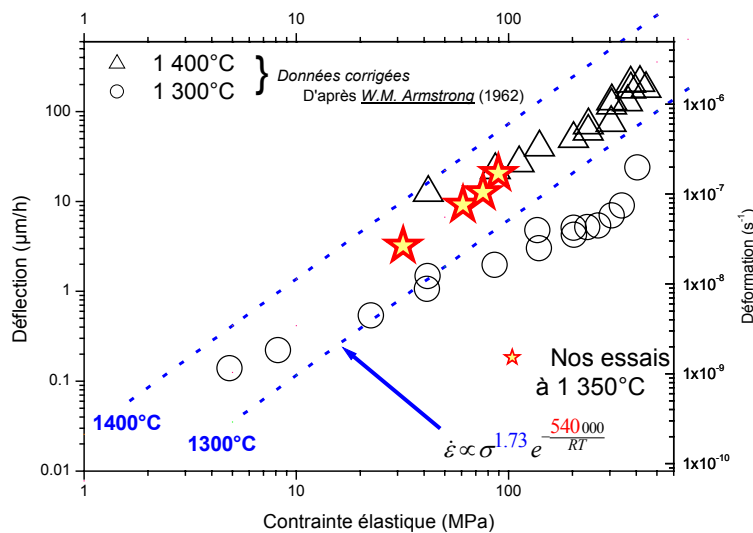 1 10 100
1 400°C
1 300°C
} Données corrigées
D'après W.M. Armstrong (1962)
100
10
1
0.1
0.01
10⁻⁶
1x10⁻⁷
1x10⁻⁸
1x10⁻⁹
1x10⁻¹⁰
Déflection (µm/h)
Déformation (s⁻¹)
Nos essais
à 1 350°C
1400°C
1300°C
ε̇ ∝ σ^1.73 e^(-540 000/RT)
1 10 100
Contrainte élastique (MPa)